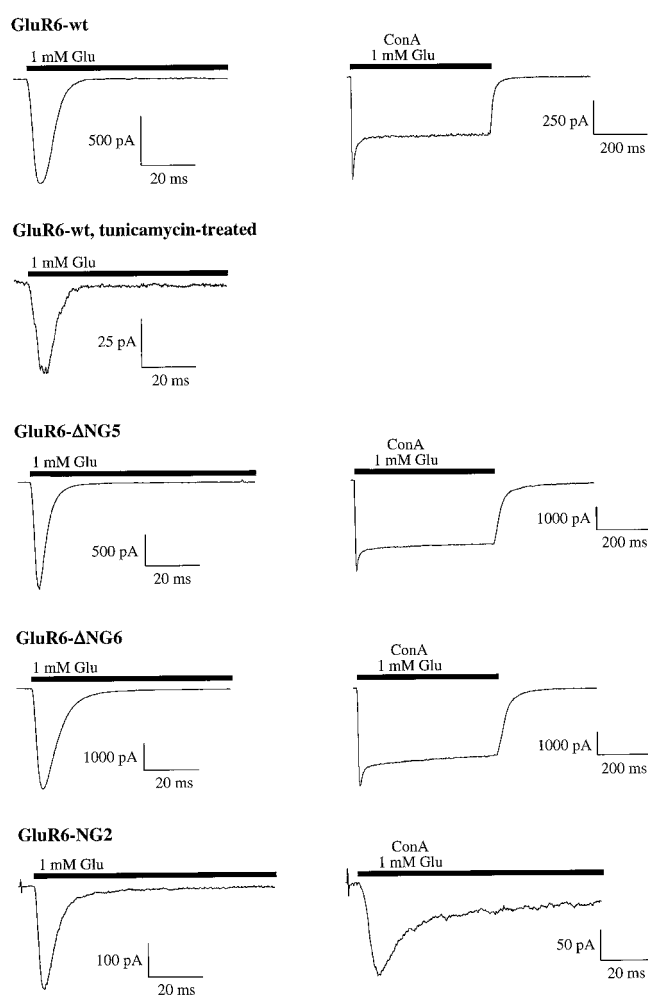 GluR6-wt
1 mM Glu
500 pA
20 ms
ConA
1 mM Glu
250 pA
200 ms
GluR6-wt, tunicamycin-treated
1 mM Glu
25 pA
20 ms
GluR6-ΔNG5
1 mM Glu
500 pA
20 ms
ConA
1 mM Glu
1000 pA
200 ms
GluR6-ΔNG6
1 mM Glu
1000 pA
20 ms
ConA
1 mM Glu
1000 pA
200 ms
GluR6-NG2
1 mM Glu
100 pA
20 ms
ConA
1 mM Glu
50 pA
20 ms